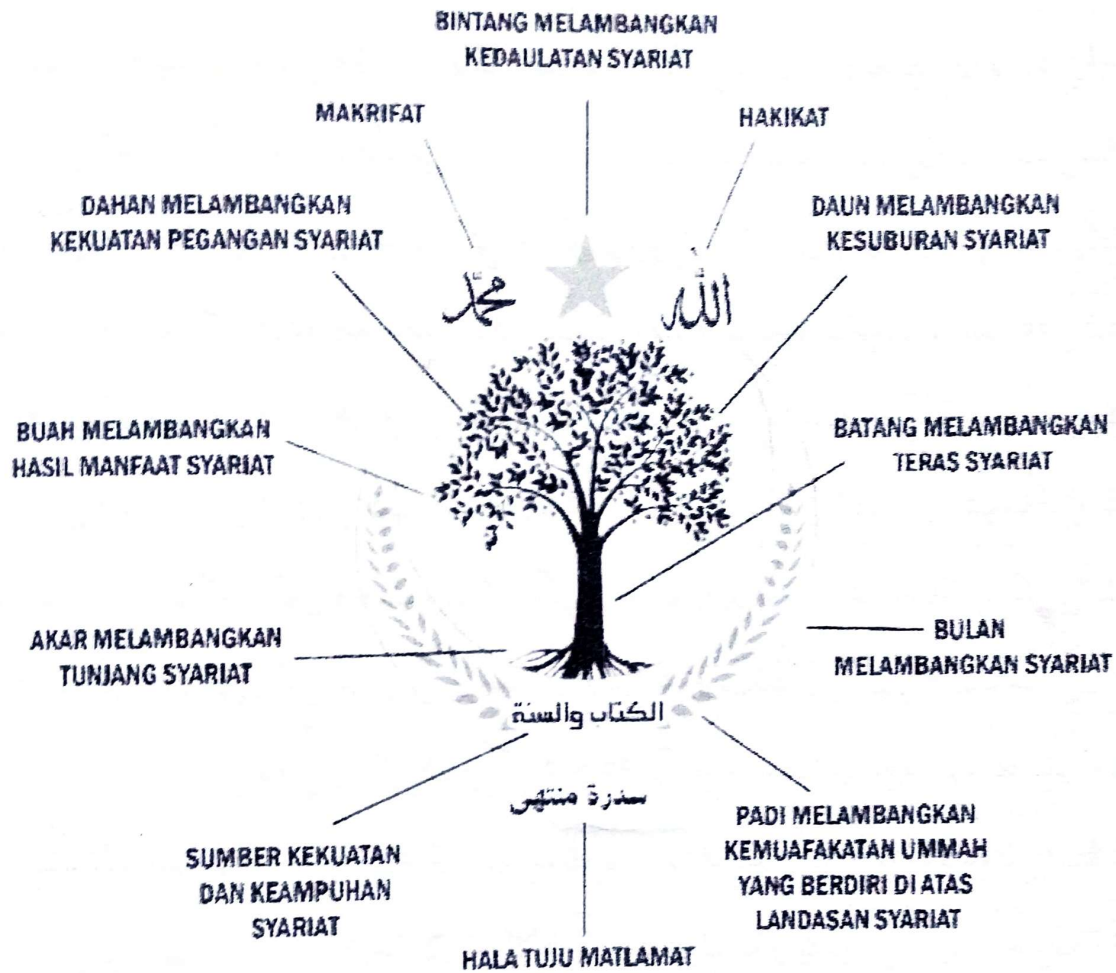 BINTANG MELAMBANGKAN
KEDAULATAN SYARIAT
MAKRIFAT
HAKIKAT
DAHAN MELAMBANGKAN
KEKUATAN PEGANGAN SYARIAT
DAUN MELAMBANGKAN
KESUBURAN SYARIAT
محمد
الله
BUAH MELAMBANGKAN
HASIL MANFAAT SYARIAT
BATANG MELAMBANGKAN
TERAS SYARIAT
AKAR MELAMBANGKAN
TUNJANG SYARIAT
BULAN
MELAMBANGKAN SYARIAT
الكتاب والسنة
سدرة منتهى
SUMBER KEKUATAN
DAN KEAMPUHAN
SYARIAT
PADI MELAMBANGKAN
KEMUAFAKATAN UMMAH
YANG BERDIRI DI ATAS
LANDASAN SYARIAT
HALA TUJU MATLAMAT